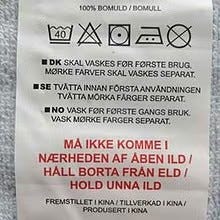 100% BOMULD / BOMULL
40
■ DK SKAL VASKES FØR FØRSTE BRUG.
MØRKE FARVER SKAL VASKES SEPARAT.
■ SE TVÄTTA INNAN FÖRSTA ANVÄNDNINGEN
TVÄTTA MÖRKA FÄRGER SEPARAT.
■ NO VASK FØR FØRSTE GANGS BRUK.
VASK MØRKE FARGER SEPARAT.
MÅ IKKE KOMME I
NÆRHEDEN AF ÅBEN ILD /
HÅLL BORTA FRÅN ELD /
HOLD UNNA ILD
FREMSTILLET I KINA / TILLVERKAD I KINA /
PRODUSERT I KINA